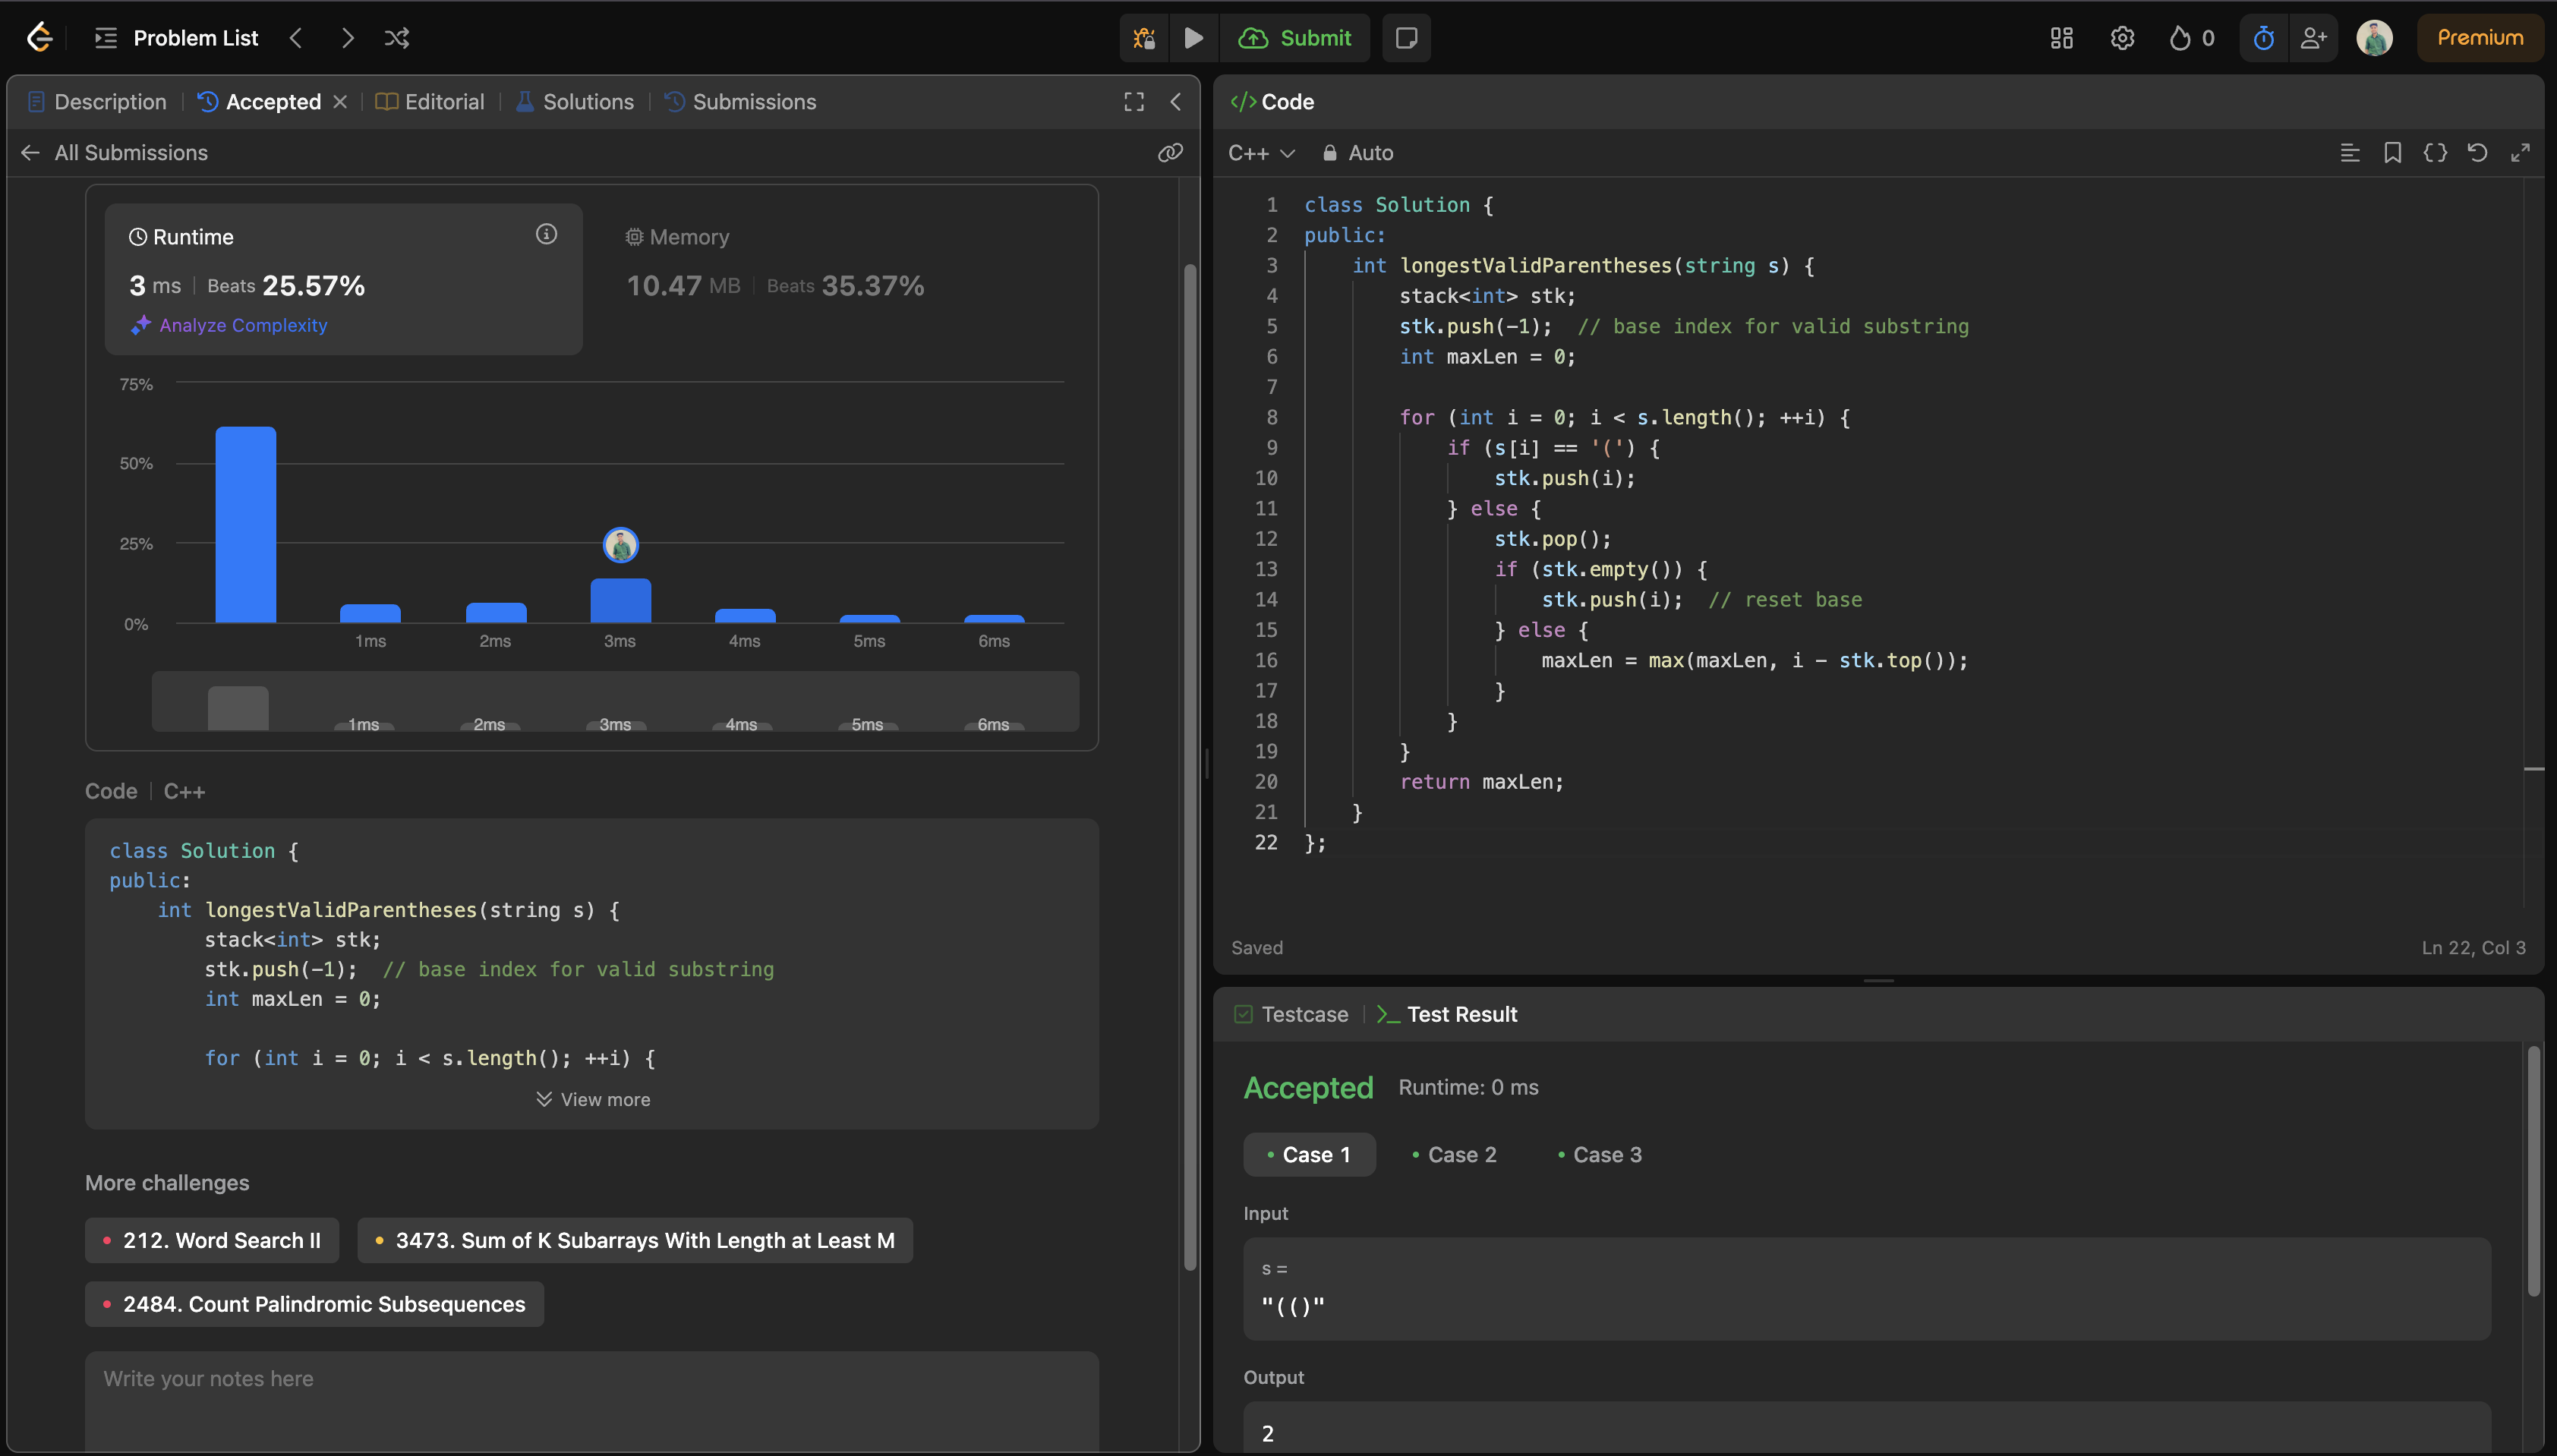 Problem List
Submit
0
Premium
Description
Accepted
Editorial
Solutions
Submissions
All Submissions
Runtime
3 ms Beats 25.57%
Analyze Complexity
Memory
10.47 MB Beats 35.37%
75%
50%
25%
0%
1ms 2ms 3ms 4ms 5ms 6ms
1ms 2ms 3ms 4ms 5ms 6ms
Code C++
class Solution {
public:
    int longestValidParentheses(string s) {
        stack<int> stk;
        stk.push(-1);  // base index for valid substring
        int maxLen = 0;

        for (int i = 0; i < s.length(); ++i) {
View more
More challenges
212. Word Search II
3473. Sum of K Subarrays With Length at Least M
2484. Count Palindromic Subsequences
Write your notes here
</> Code
C++ Auto
1 class Solution {
2 public:
3     int longestValidParentheses(string s) {
4         stack<int> stk;
5         stk.push(-1);  // base index for valid substring
6         int maxLen = 0;
7
8         for (int i = 0; i < s.length(); ++i) {
9             if (s[i] == '(') {
10                 stk.push(i);
11             } else {
12                 stk.pop();
13                 if (stk.empty()) {
14                     stk.push(i);  // reset base
15                 } else {
16                     maxLen = max(maxLen, i - stk.top());
17                 }
18             }
19         }
20         return maxLen;
21     }
22 };
Saved
Ln 22, Col 3
Testcase
Test Result
Accepted Runtime: 0 ms
Case 1
Case 2
Case 3
Input
s =
"(()"
Output
2